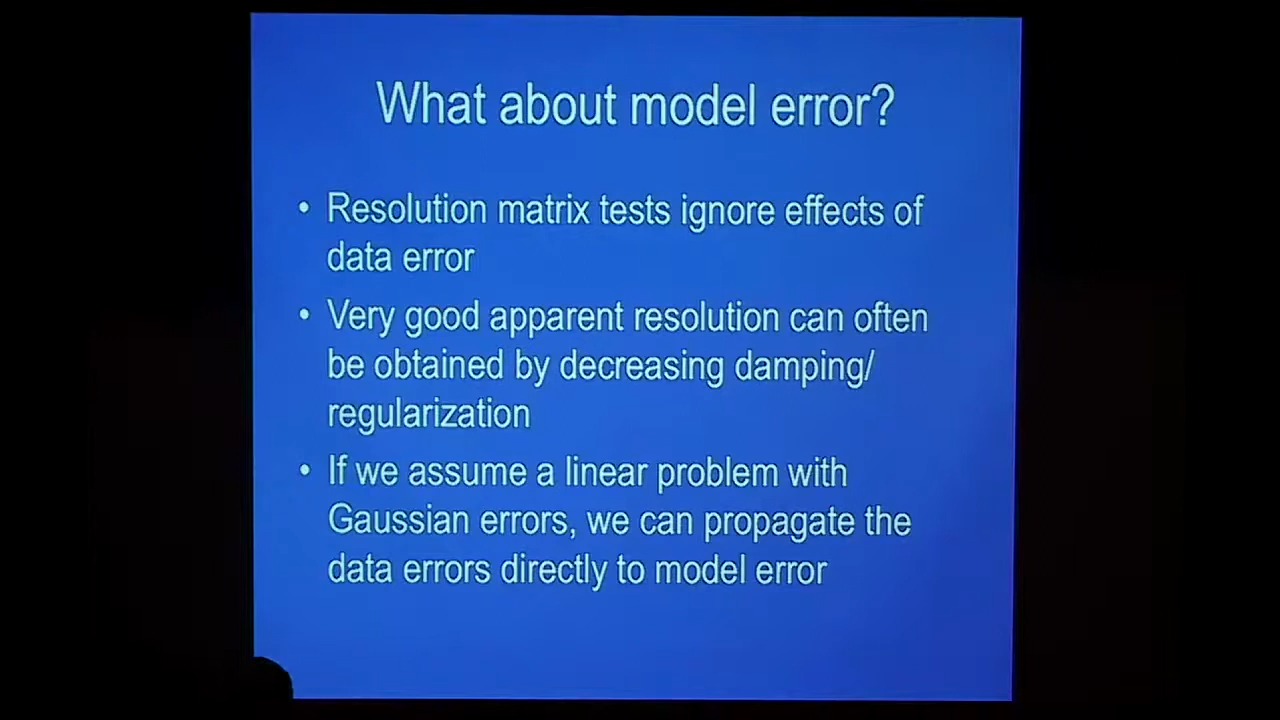 What about model error?
• Resolution matrix tests ignore effects of
data error
• Very good apparent resolution can often
be obtained by decreasing damping/
regularization
• If we assume a linear problem with
Gaussian errors, we can propagate the
data errors directly to model error